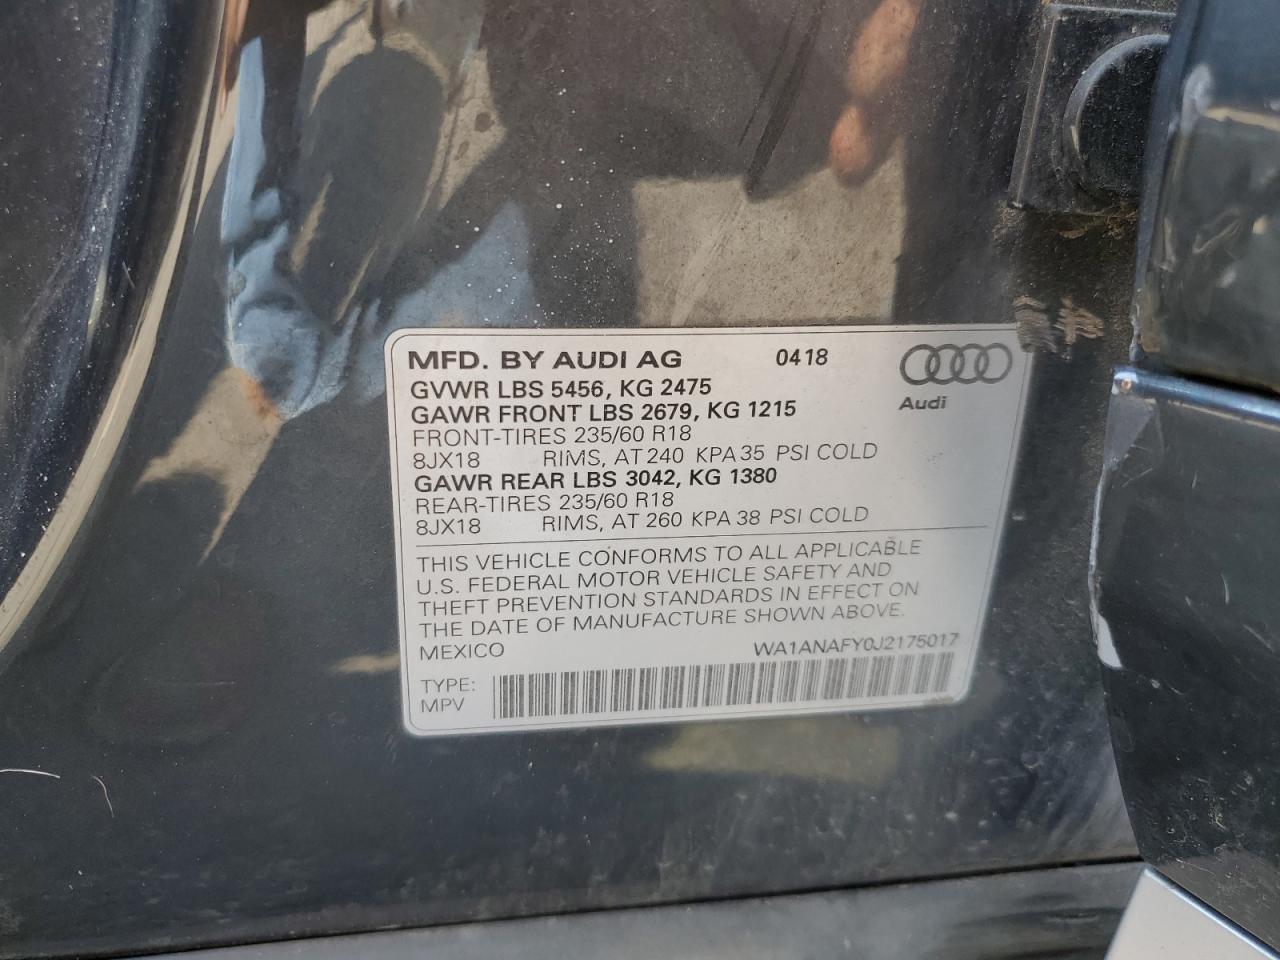 MFD. BY AUDI AG 0418
GVWR LBS 5456, KG 2475
GAWR FRONT LBS 2679, KG 1215
Audi
FRONT-TIRES 235/60 R18
8JX18 RIMS, AT 240 KPA 35 PSI COLD
GAWR REAR LBS 3042, KG 1380
REAR-TIRES 235/60 R18
8JX18 RIMS, AT 260 KPA 38 PSI COLD
THIS VEHICLE CONFORMS TO ALL APPLICABLE
U.S. FEDERAL MOTOR VEHICLE SAFETY AND
THEFT PREVENTION STANDARDS IN EFFECT ON
THE DATE OF MANUFACTURE SHOWN ABOVE.
MEXICO WA1ANAFY0J2175017
TYPE:
MPV